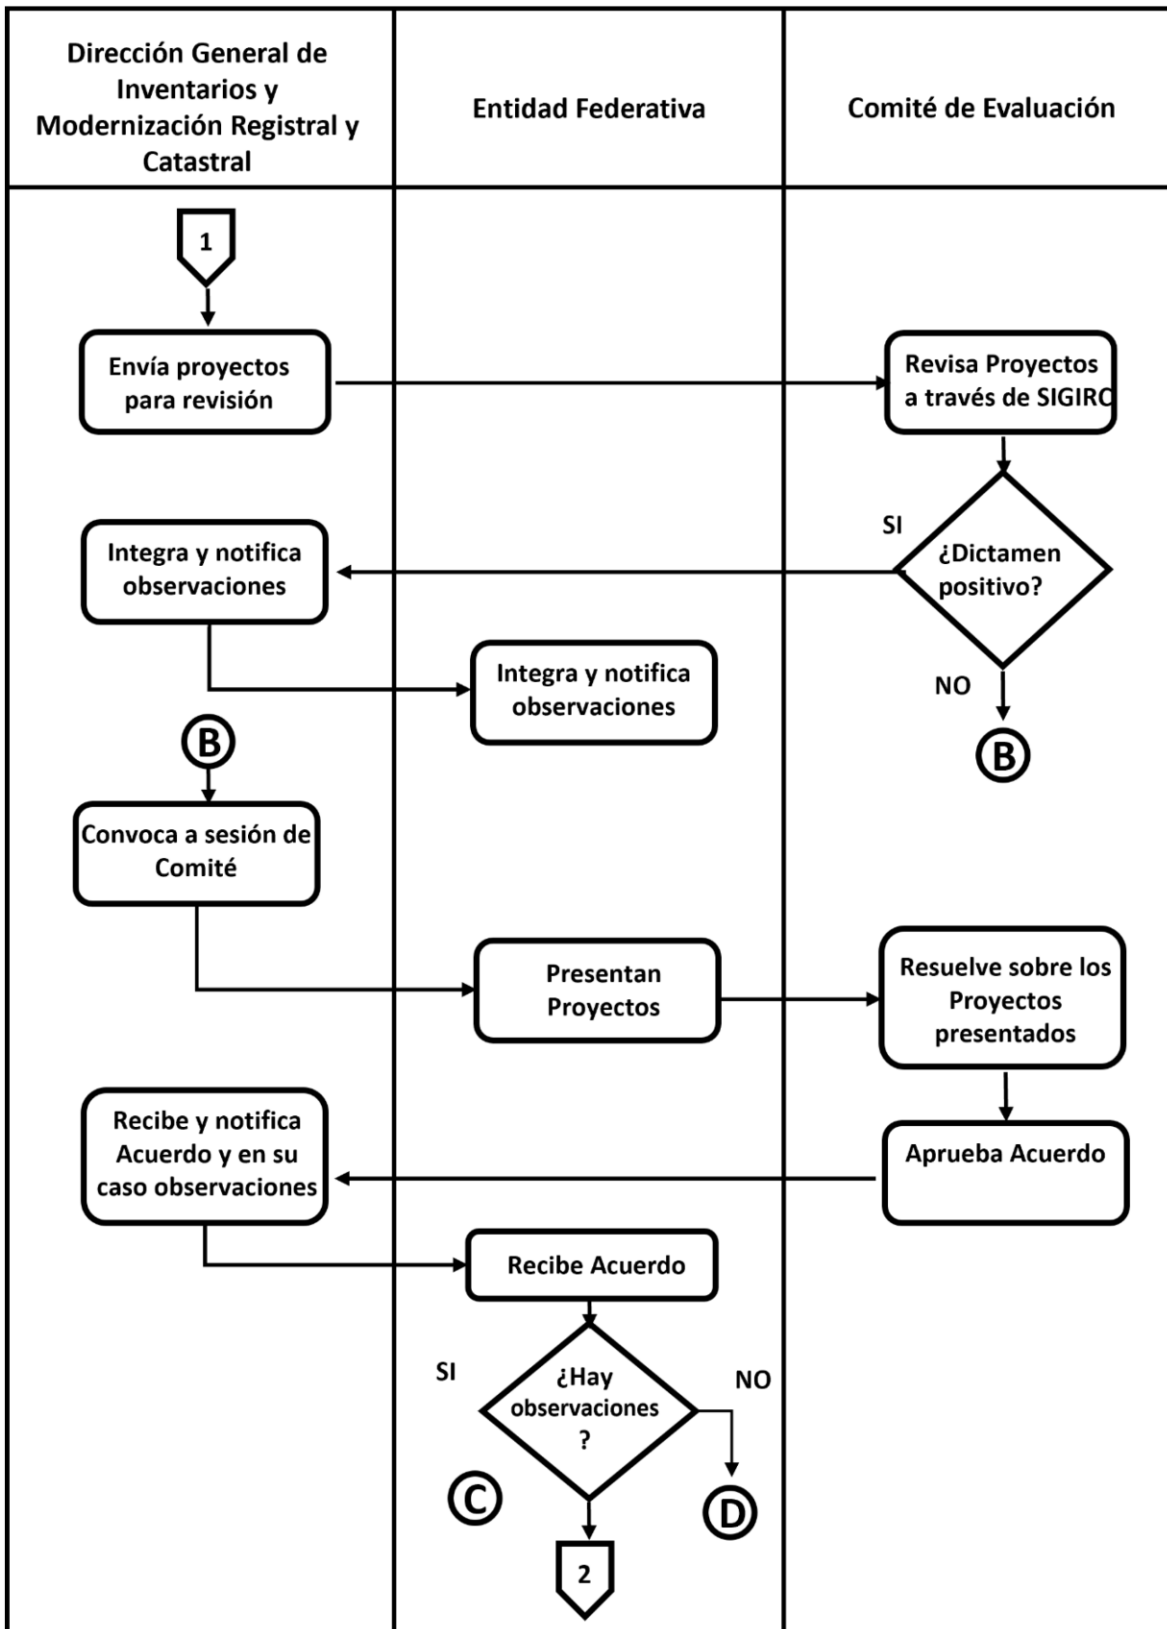 Dirección General de
Inventarios y
Modernización Registral y
Catastral
Entidad Federativa
Comité de Evaluación
1
Envía proyectos
para revisión
Revisa Proyectos
a través de SIGIRC
SI
¿Dictamen
positivo?
NO
B
Integra y notifica
observaciones
Integra y notifica
observaciones
B
Convoca a sesión de
Comité
Presentan
Proyectos
Resuelve sobre los
Proyectos
presentados
Aprueba Acuerdo
Recibe y notifica
Acuerdo y en su
caso observaciones
Recibe Acuerdo
SI
¿Hay
observaciones
?
NO
C
D
2